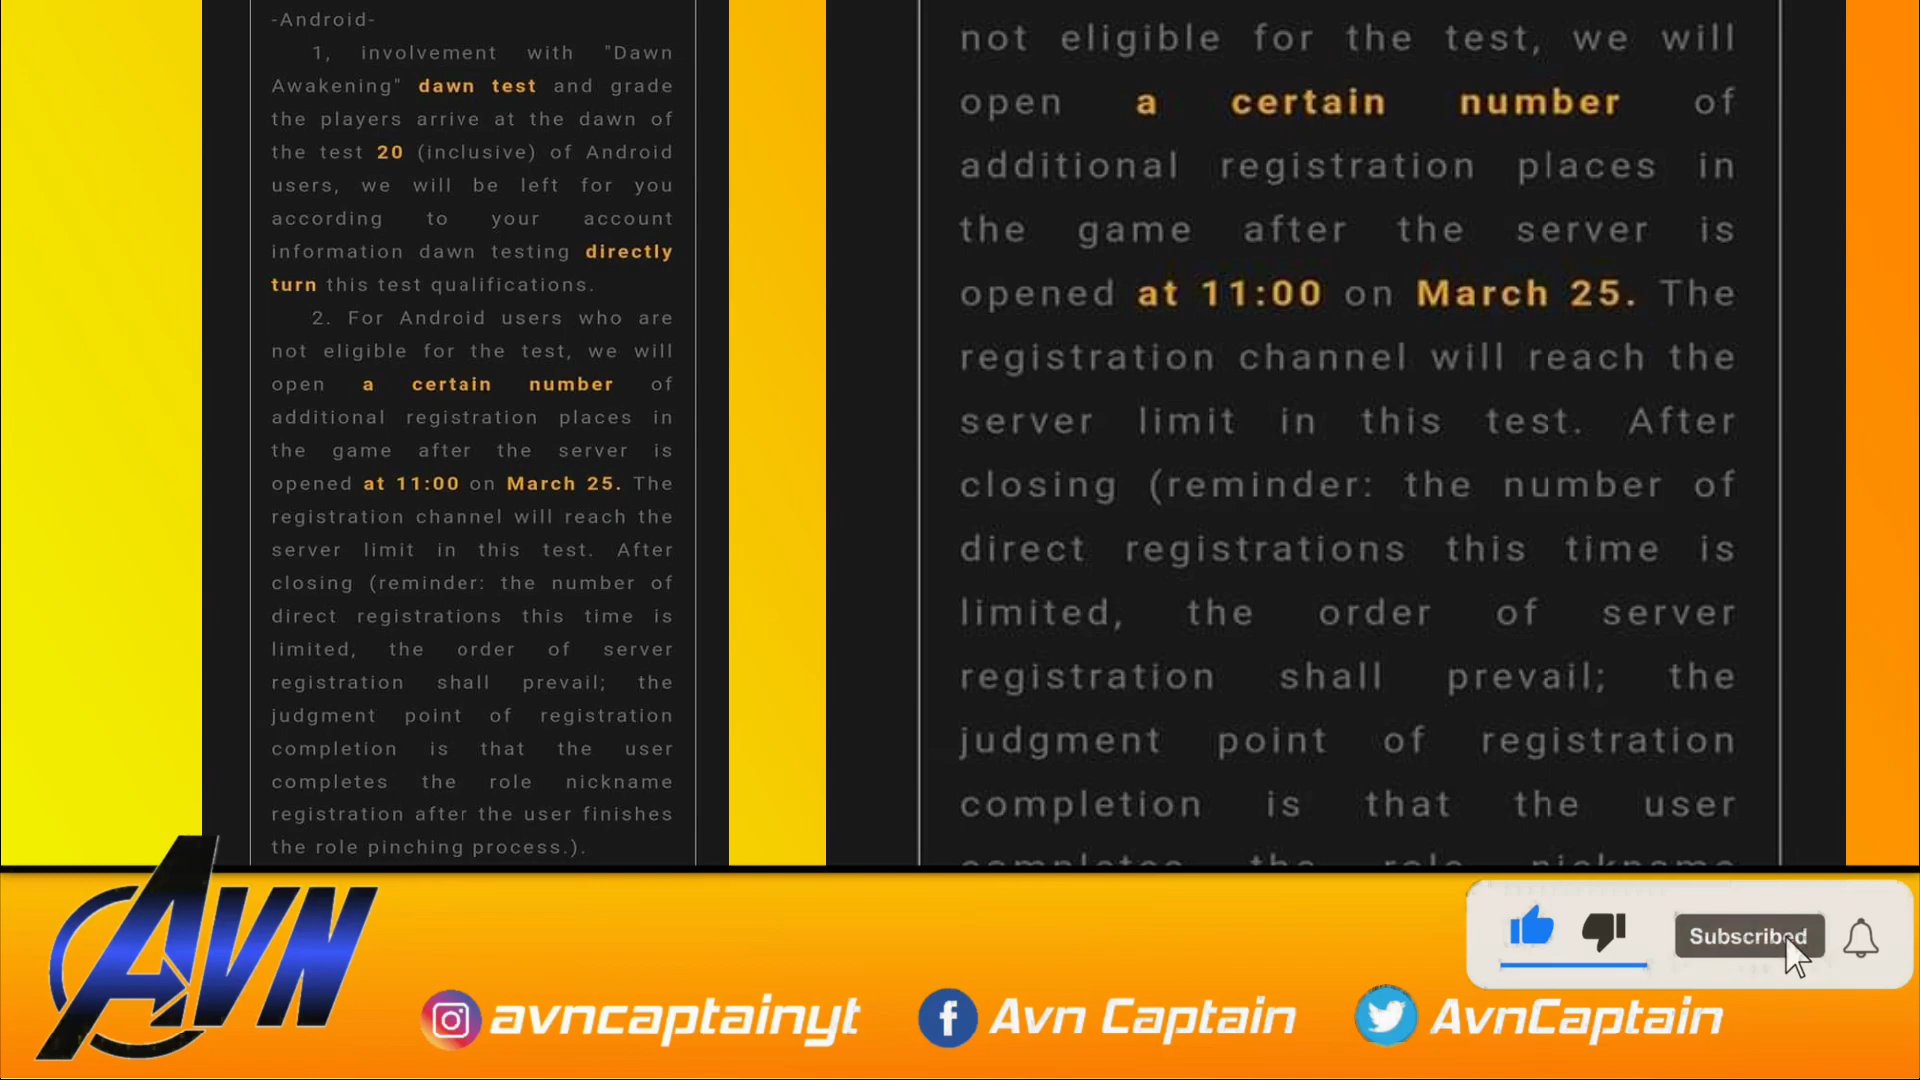 -Android-
1, involvement with "Dawn
Awakening" dawn test and grade
the players arrive at the dawn of
the test 20 (inclusive) of Android
users, we will be left for you
according to your account
information dawn testing directly
turn this test qualifications.
2. For Android users who are
not eligible for the test, we will
open a certain number of
additional registration places in
the game after the server is
opened at 11:00 on March 25. The
registration channel will reach the
server limit in this test. After
closing (reminder: the number of
direct registrations this time is
limited, the order of server
registration shall prevail; the
judgment point of registration
completion is that the user
completes the role nickname
registration after the user finishes
the role pinching process.).
not eligible for the test, we will
open a certain number of
additional registration places in
the game after the server is
opened at 11:00 on March 25. The
registration channel will reach the
server limit in this test. After
closing (reminder: the number of
direct registrations this time is
limited, the order of server
registration shall prevail; the
judgment point of registration
completion is that the user
completes the role nickname
AVN
Subscribed
avncaptainyt
Avn Captain
AvnCaptain